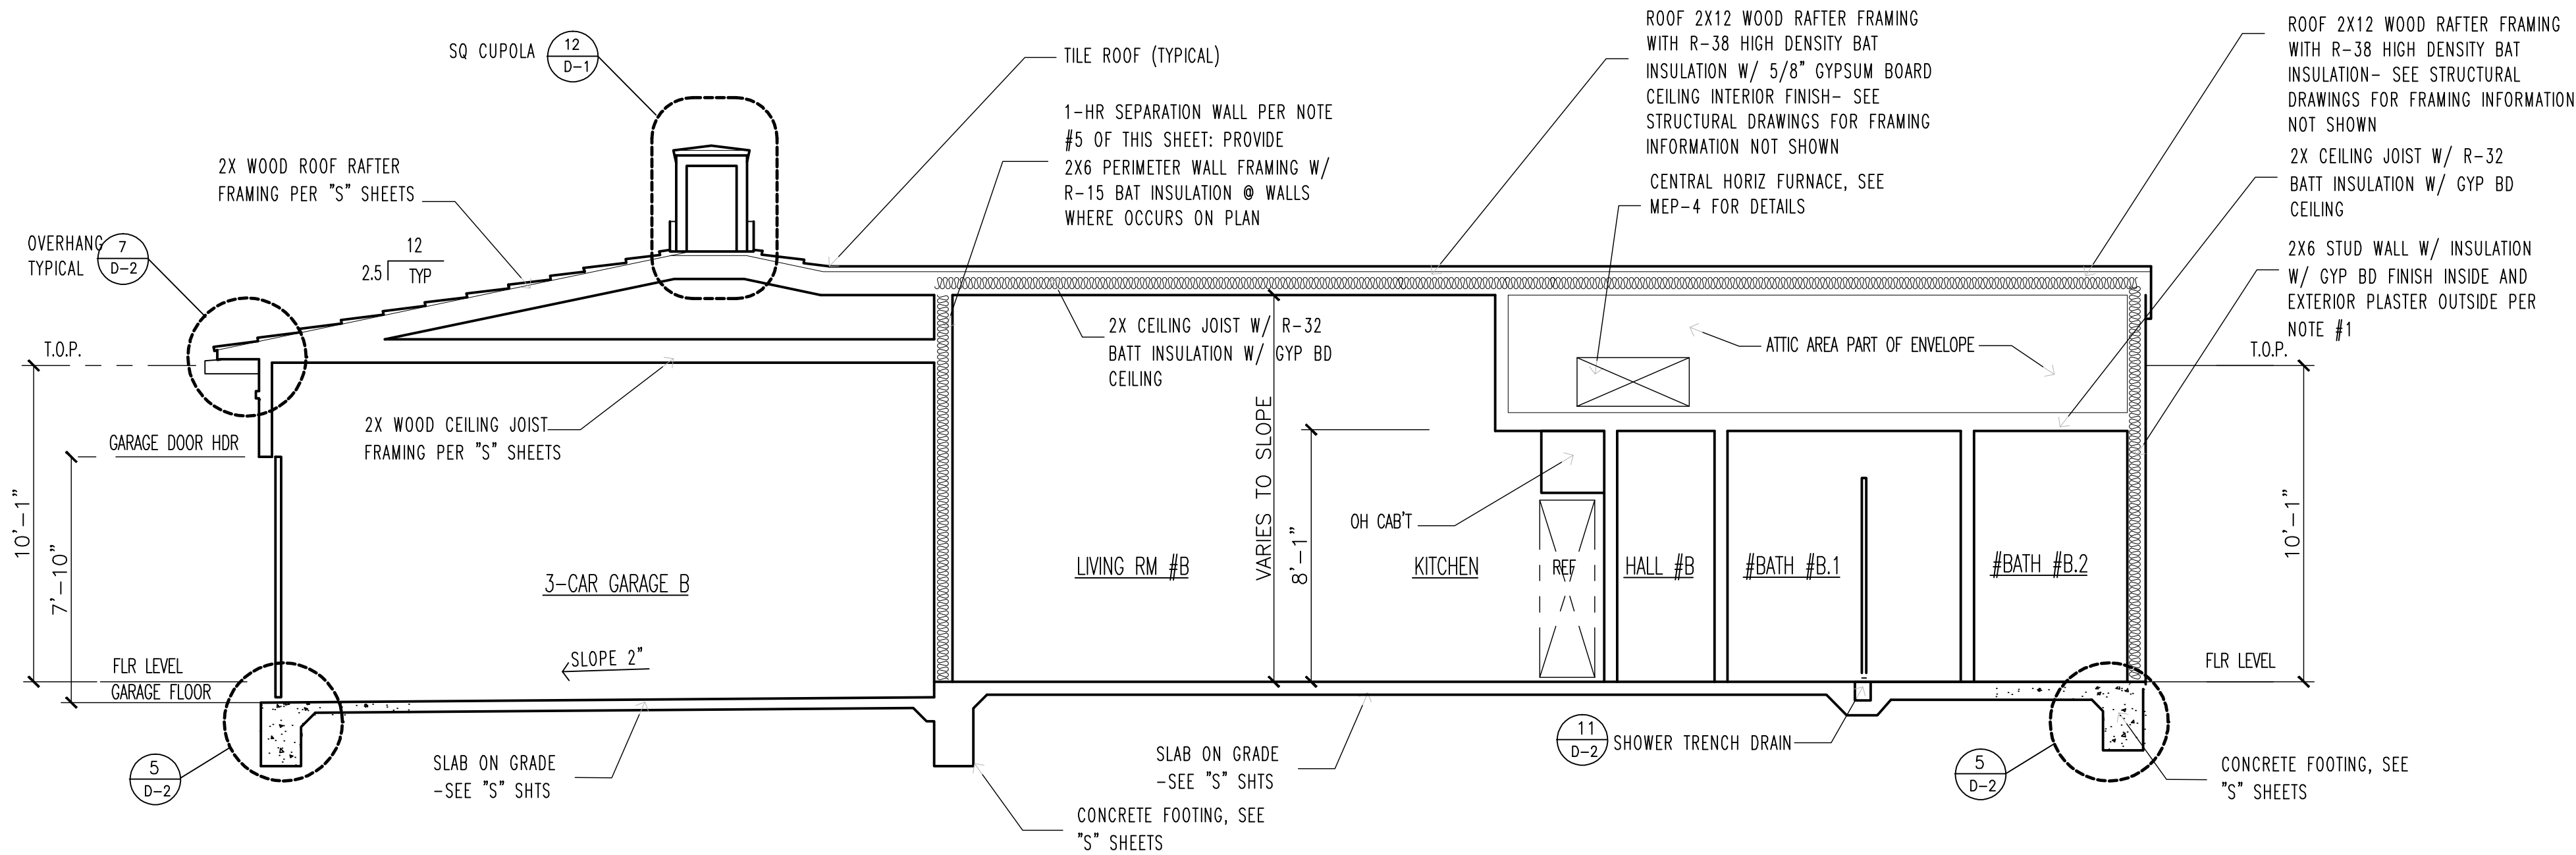 SQ CUPOLA
12
D-1
TILE ROOF (TYPICAL)
1-HR SEPARATION WALL PER NOTE
#5 OF THIS SHEET: PROVIDE
2X6 PERIMETER WALL FRAMING W/
R-15 BAT INSULATION @ WALLS
WHERE OCCURS ON PLAN
ROOF 2X12 WOOD RAFTER FRAMING
WITH R-38 HIGH DENSITY BAT
INSULATION W/ 5/8" GYPSUM BOARD
CEILING INTERIOR FINISH- SEE
STRUCTURAL DRAWINGS FOR FRAMING
INFORMATION NOT SHOWN
CENTRAL HORIZ FURNACE, SEE
MEP-4 FOR DETAILS
ROOF 2X12 WOOD RAFTER FRAMING
WITH R-38 HIGH DENSITY BAT
INSULATION- SEE STRUCTURAL
DRAWINGS FOR FRAMING INFORMATION
NOT SHOWN
2X CEILING JOIST W/ R-32
BATT INSULATION W/ GYP BD
CEILING
2X6 STUD WALL W/ INSULATION
W/ GYP BD FINISH INSIDE AND
EXTERIOR PLASTER OUTSIDE PER
NOTE #1
2X WOOD ROOF RAFTER
FRAMING PER "S" SHEETS
OVERHANG
TYPICAL
7
D-2
12
2.5
TYP
2X CEILING JOIST W/ R-32
BATT INSULATION W/ GYP BD
CEILING
ATTIC AREA PART OF ENVELOPE
T.O.P.
T.O.P.
2X WOOD CEILING JOIST
FRAMING PER "S" SHEETS
GARAGE DOOR HDR
10'-1"
7'-10"
VARIES TO SLOPE
8'-1"
OH CAB'T
10'-1"
3-CAR GARAGE B
LIVING RM #B
KITCHEN
REF
HALL #B
#BATH #B.1
#BATH #B.2
SLOPE 2"
FLR LEVEL
GARAGE FLOOR
FLR LEVEL
5
D-2
SLAB ON GRADE
-SEE "S" SHTS
SLAB ON GRADE
-SEE "S" SHTS
CONCRETE FOOTING, SEE
"S" SHEETS
11
D-2
SHOWER TRENCH DRAIN
5
D-2
CONCRETE FOOTING, SEE
"S" SHEETS